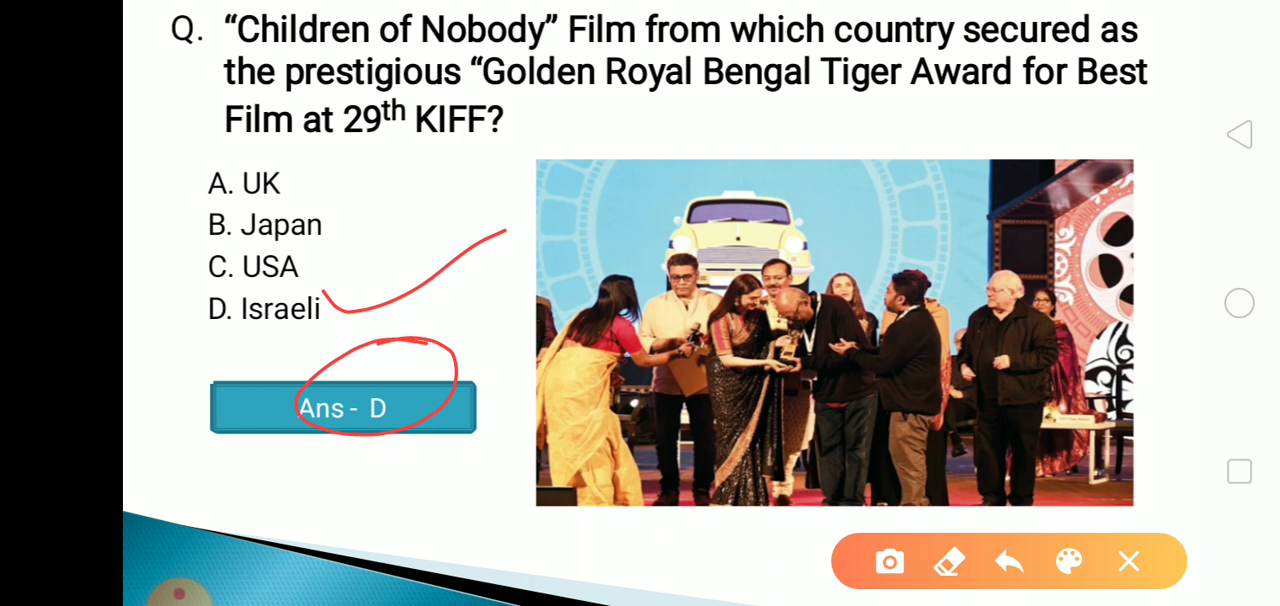 Q. “Children of Nobody” Film from which country secured as
the prestigious “Golden Royal Bengal Tiger Award for Best
Film at 29th KIFF?
A. UK
B. Japan
C. USA
D. Israeli
Ans - D